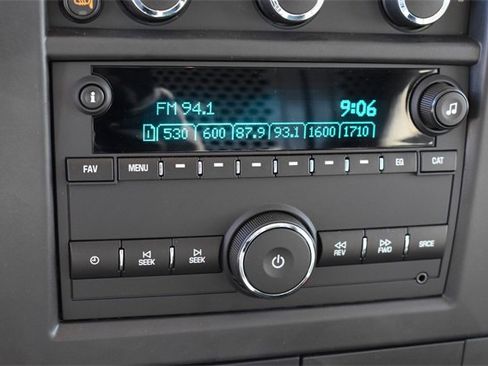 FM 94.1 9:06
1 530 600 87.9 93.1 1600 1710
FAV MENU EQ CAT
SEEK SEEK REV FWD SRCE